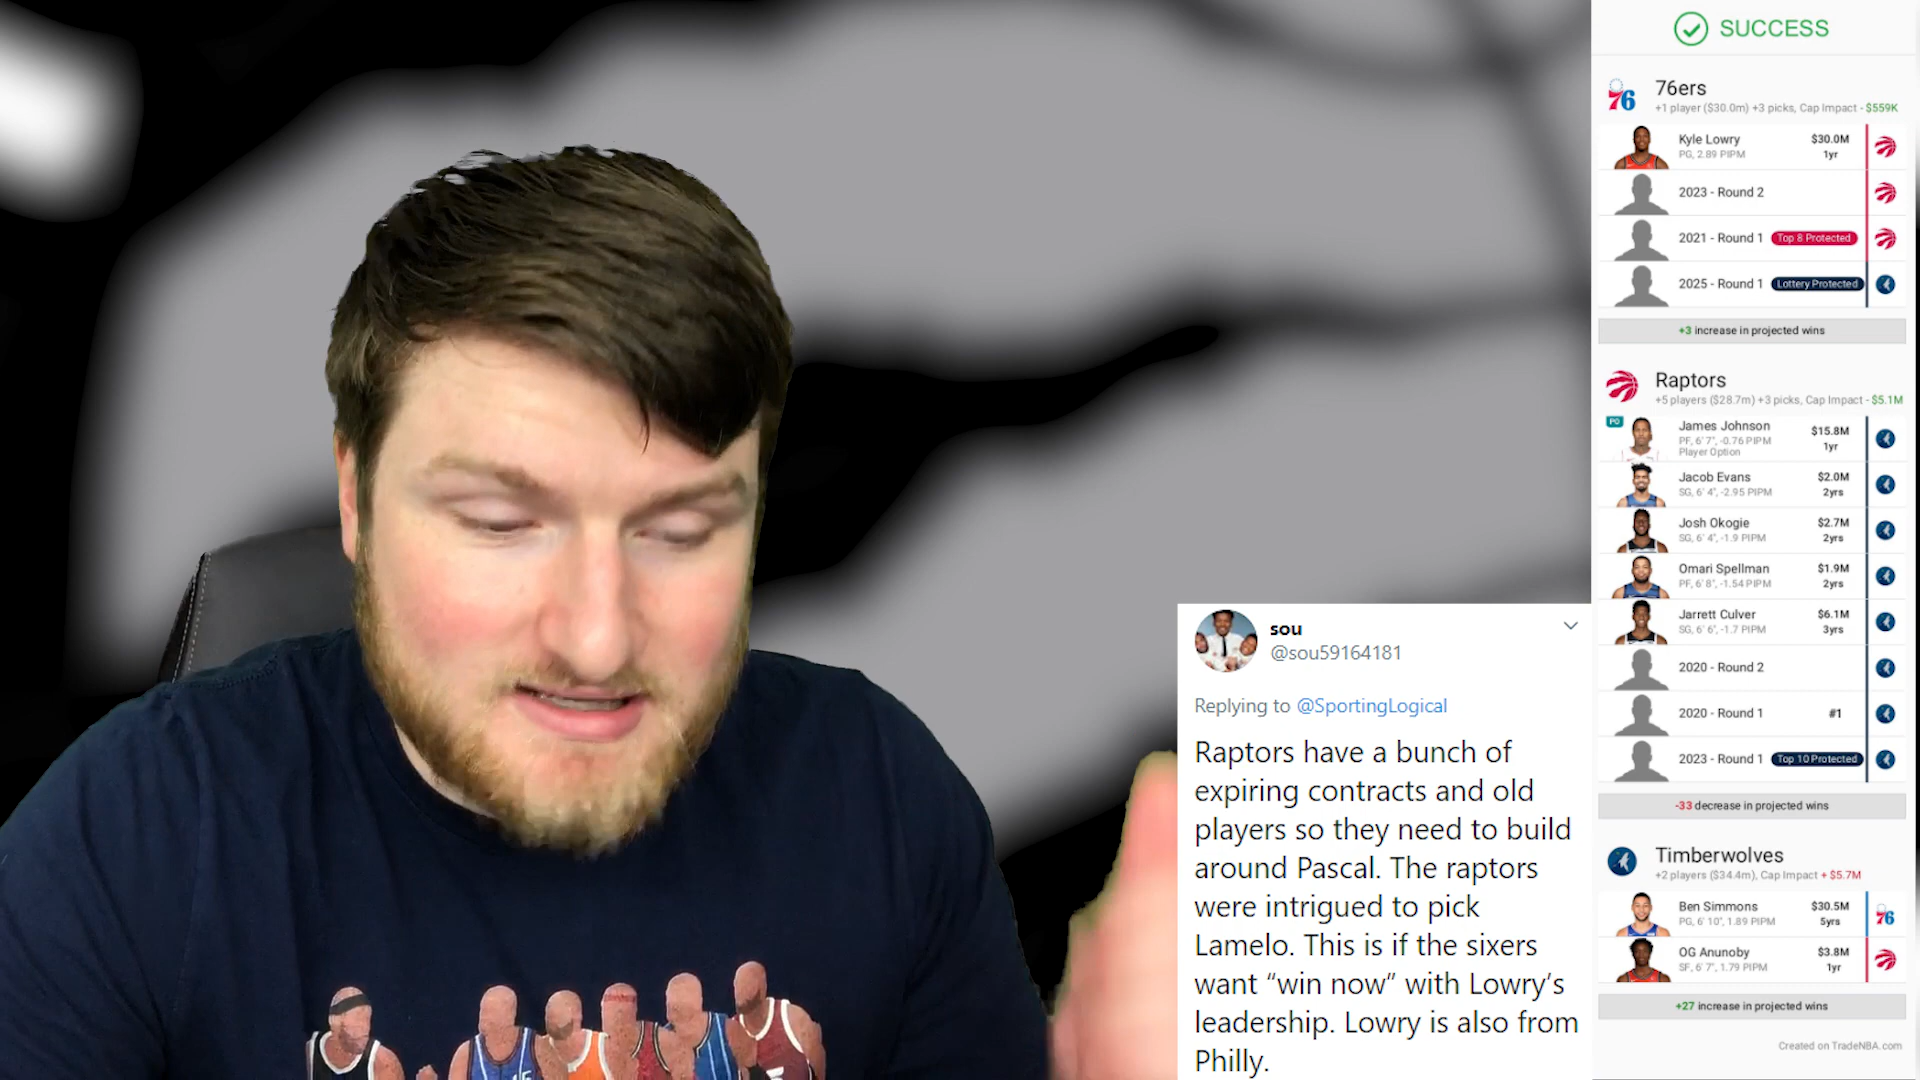 SUCCESS
76ers
+1 player ($30.0m) +3 picks, Cap Impact - $559K
Kyle Lowry $30.0M
PG, 2.89 PIPM 1yr
2023 - Round 2
2021 - Round 1 Top 8 Protected
2025 - Round 1 Lottery Protected
+3 increase in projected wins
Raptors
+5 players ($28.7m) +3 picks, Cap Impact - $5.1M
PO
James Johnson $15.8M
PF, 6' 7", -0.76 PIPM 1yr
Player Option
Jacob Evans $2.0M
SG, 6' 4", -2.95 PIPM 2yrs
Josh Okogie $2.7M
SG, 6' 4", -1.9 PIPM 2yrs
Omari Spellman $1.9M
PF, 6' 8", -1.54 PIPM 2yrs
Jarrett Culver $6.1M
SG, 6' 6", -1.7 PIPM 3yrs
2020 - Round 2
2020 - Round 1 #1
2023 - Round 1 Top 10 Protected
-33 decrease in projected wins
Timberwolves
+2 players ($34.4m), Cap Impact + $5.7M
Ben Simmons $30.5M
PG, 6' 10", 1.89 PIPM 5yrs
76
OG Anunoby $3.8M
SF, 6' 7", 1.79 PIPM 1yr
+27 increase in projected wins
Created on TradeNBA.com
sou
@sou59164181
Replying to @SportingLogical
Raptors have a bunch of
expiring contracts and old
players so they need to build
around Pascal. The raptors
were intrigued to pick
Lamelo. This is if the sixers
want “win now” with Lowry’s
leadership. Lowry is also from
Philly.